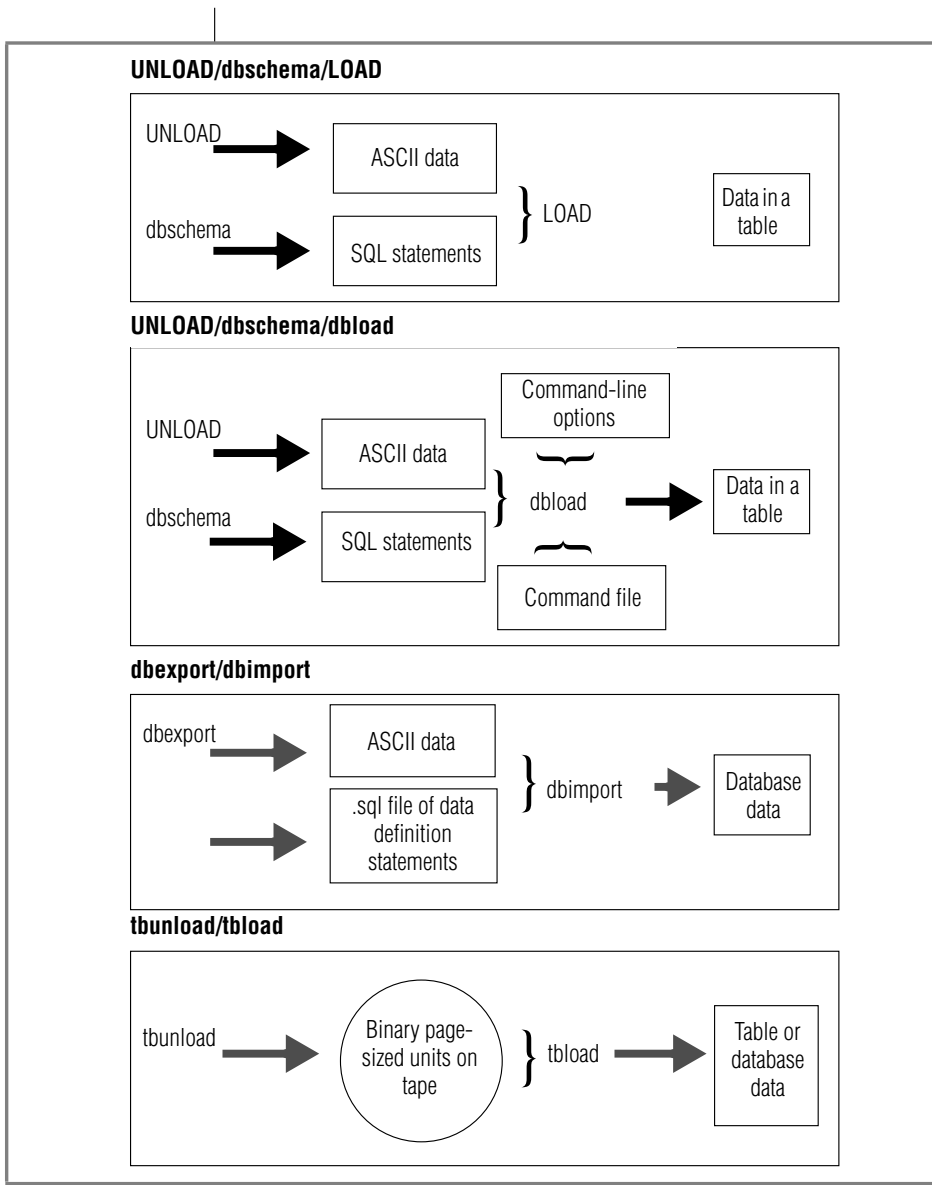 UNLOAD/dbschema/LOAD
UNLOAD
ASCII data
dbschema
SQL statements
} LOAD
Data in a
table
UNLOAD/dbschema/dbload
Command-line
options
UNLOAD
ASCII data
dbschema
SQL statements
} dbload
Command file
Data in a
table
dbexport/dbimport
dbexport
ASCII data
.sql file of data
definition
statements
} dbimport
Database
data
tbunload/tbload
tbunload
Binary page-
sized units on
tape
} tbload
Table or
database
data